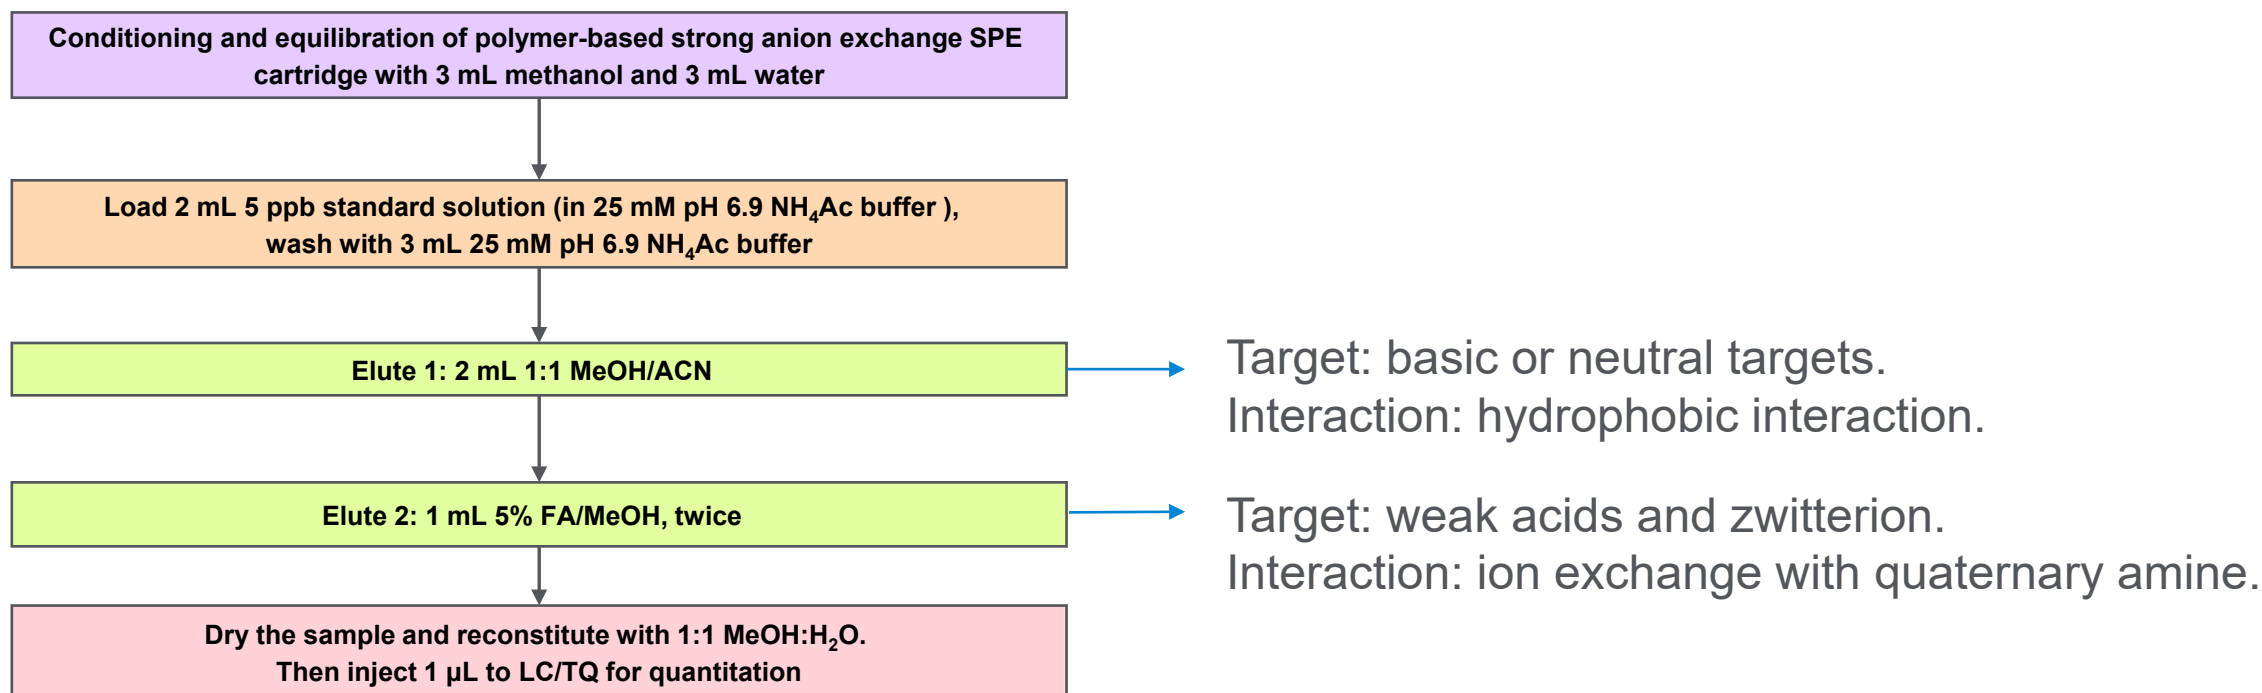 Conditioning and equilibration of polymer-based strong anion exchange SPE
cartridge with 3 mL methanol and 3 mL water
Load 2 mL 5 ppb standard solution (in 25 mM pH 6.9 NH₄Ac buffer ),
wash with 3 mL 25 mM pH 6.9 NH₄Ac buffer
Elute 1: 2 mL 1:1 MeOH/ACN
Target: basic or neutral targets.
Interaction: hydrophobic interaction.
Elute 2: 1 mL 5% FA/MeOH, twice
Target: weak acids and zwitterion.
Interaction: ion exchange with quaternary amine.
Dry the sample and reconstitute with 1:1 MeOH:H₂O.
Then inject 1 µL to LC/TQ for quantitation